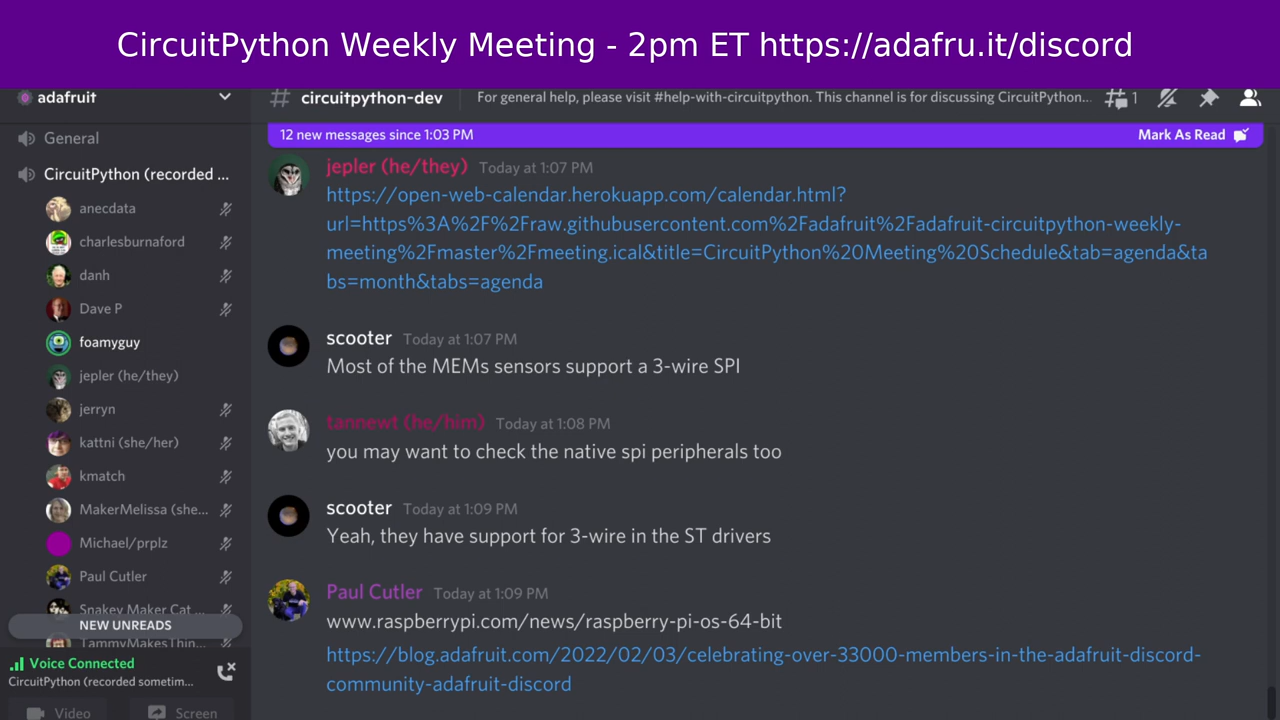 CircuitPython Weekly Meeting - 2pm ET https://adafru.it/discord
adafruit
# circuitpython-dev
For general help, please visit #help-with-circuitpython. This channel is for discussing CircuitPython...
1
General
CircuitPython (recorded ...
anecdata
charlesburnaford
danh
Dave P
foamyguy
jepler (he/they)
jerryn
kattni (she/her)
kmatch
MakerMelissa (she...
Michael/prplz
Paul Cutler
Snakey Maker Cat ...
NEW UNREADS
TammyMakesThin...
Voice Connected
CircuitPython (recorded sometim...
Video
Screen
12 new messages since 1:03 PM
Mark As Read
jepler (he/they) Today at 1:07 PM
https://open-web-calendar.herokuapp.com/calendar.html?
url=https%3A%2F%2Fraw.githubusercontent.com%2Fadafruit%2Fadafruit-circuitpython-weekly-
meeting%2Fmaster%2Fmeeting.ical&title=CircuitPython%20Meeting%20Schedule&tab=agenda&ta
bs=month&tabs=agenda
scooter Today at 1:07 PM
Most of the MEMs sensors support a 3-wire SPI
tannewt (he/him) Today at 1:08 PM
you may want to check the native spi peripherals too
scooter Today at 1:09 PM
Yeah, they have support for 3-wire in the ST drivers
Paul Cutler Today at 1:09 PM
www.raspberrypi.com/news/raspberry-pi-os-64-bit
https://blog.adafruit.com/2022/02/03/celebrating-over-33000-members-in-the-adafruit-discord-
community-adafruit-discord